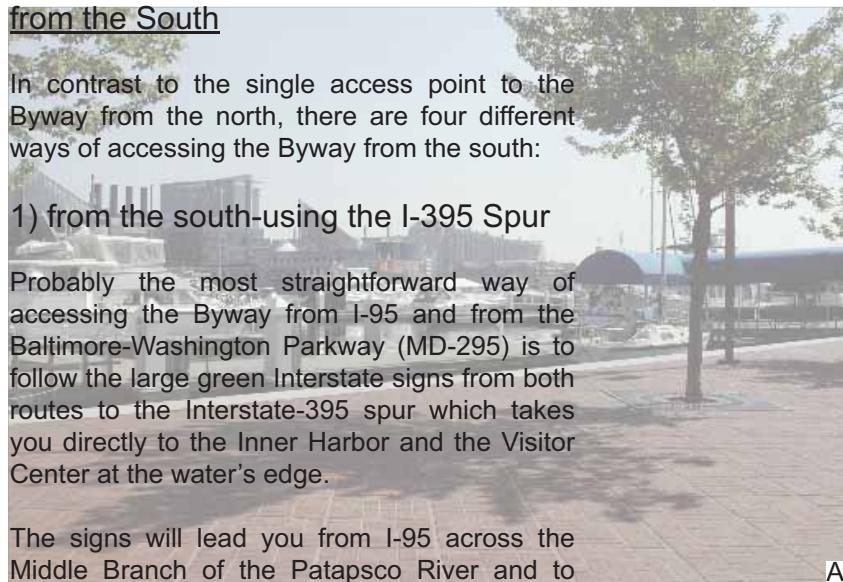 from the South
In contrast to the single access point to the
Byway from the north, there are four different
ways of accessing the Byway from the south:
1) from the south-using the I-395 Spur
Probably the most straightforward way of
accessing the Byway from I-95 and from the
Baltimore-Washington Parkway (MD-295) is to
follow the large green Interstate signs from both
routes to the Interstate-395 spur which takes
you directly to the Inner Harbor and the Visitor
Center at the water’s edge.
The signs will lead you from I-95 across the
Middle Branch of the Patapsco River and to
A